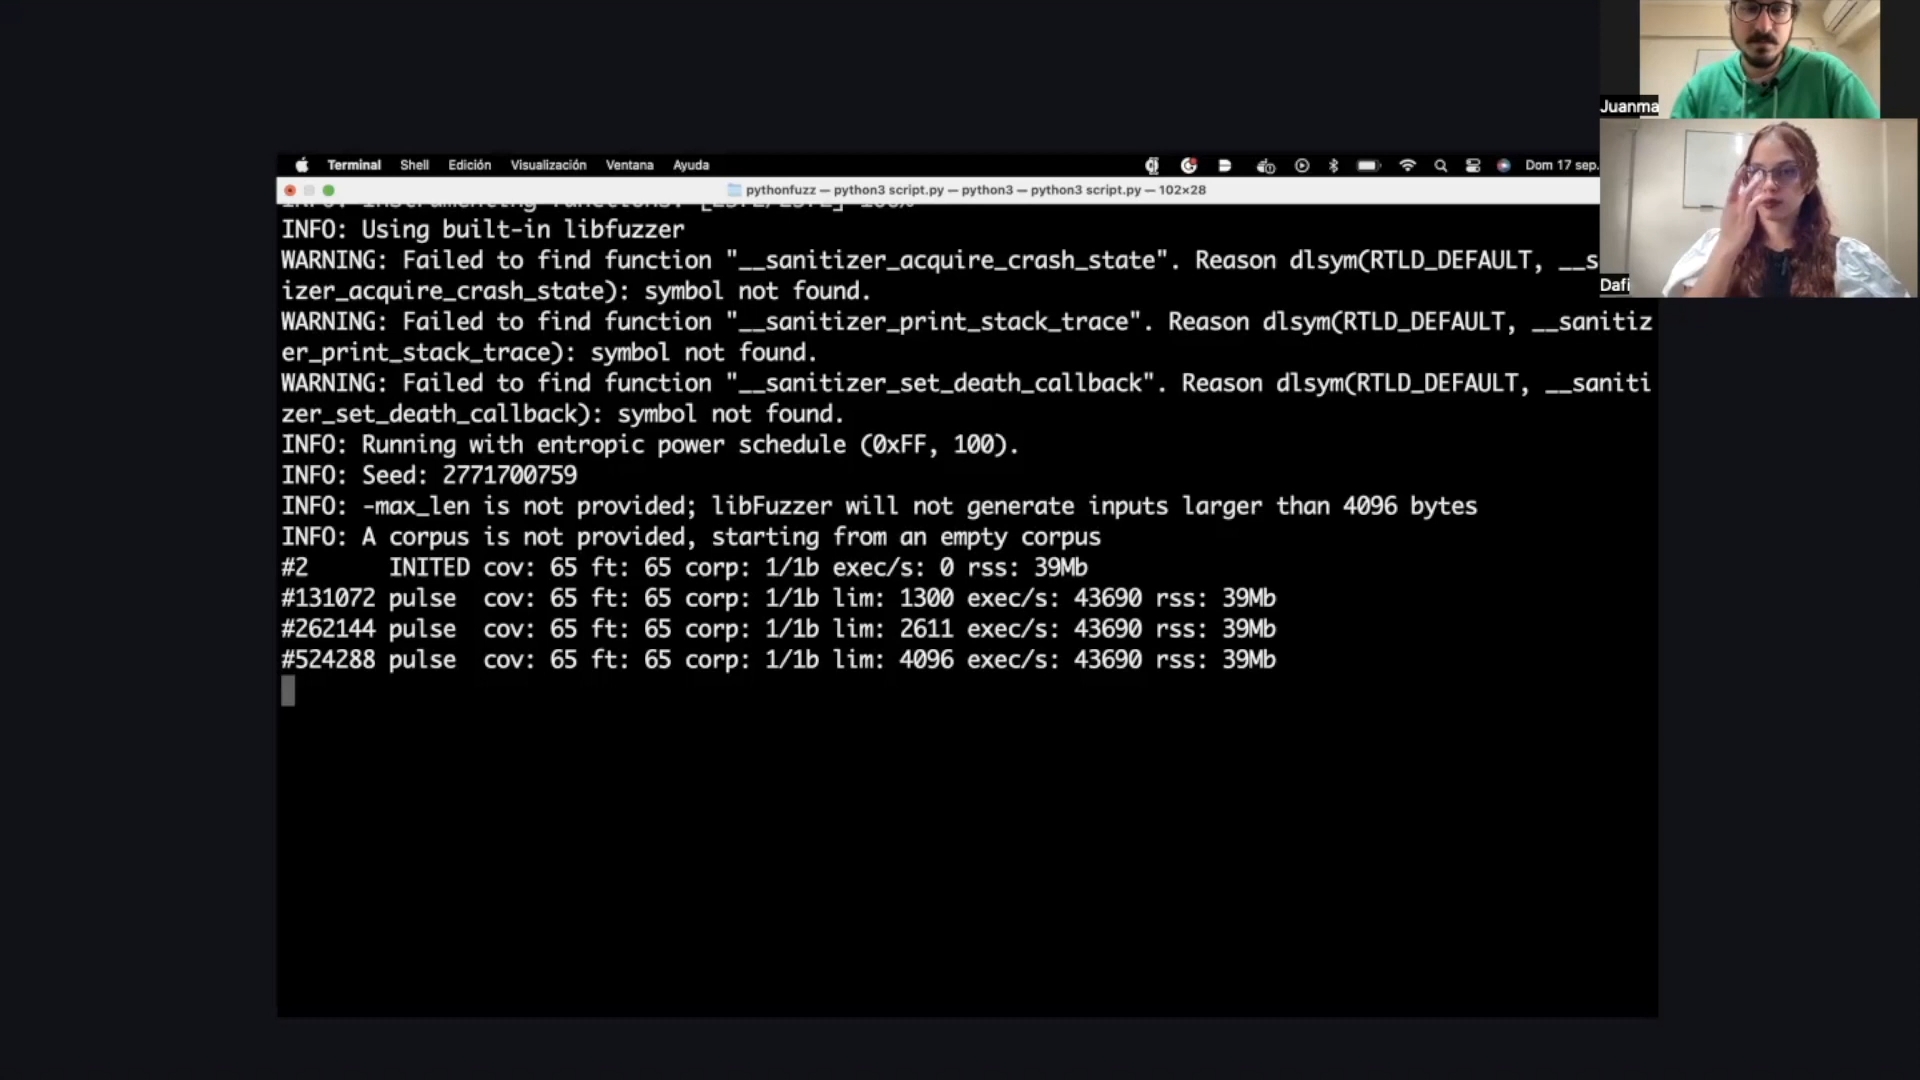 Juanma
Terminal Shell Edición Visualización Ventana Ayuda Dom 17 sep.
pythonfuzz — python3 script.py — python3 — python3 script.py — 102×28
INFO: Using built-in libfuzzer
WARNING: Failed to find function "__sanitizer_acquire_crash_state". Reason dlsym(RTLD_DEFAULT, __s
izer_acquire_crash_state): symbol not found.
Dafi
WARNING: Failed to find function "__sanitizer_print_stack_trace". Reason dlsym(RTLD_DEFAULT, __sanitiz
er_print_stack_trace): symbol not found.
WARNING: Failed to find function "__sanitizer_set_death_callback". Reason dlsym(RTLD_DEFAULT, __saniti
zer_set_death_callback): symbol not found.
INFO: Running with entropic power schedule (0xFF, 100).
INFO: Seed: 2771700759
INFO: -max_len is not provided; libFuzzer will not generate inputs larger than 4096 bytes
INFO: A corpus is not provided, starting from an empty corpus
#2 INITED cov: 65 ft: 65 corp: 1/1b exec/s: 0 rss: 39Mb
#131072 pulse cov: 65 ft: 65 corp: 1/1b lim: 1300 exec/s: 43690 rss: 39Mb
#262144 pulse cov: 65 ft: 65 corp: 1/1b lim: 2611 exec/s: 43690 rss: 39Mb
#524288 pulse cov: 65 ft: 65 corp: 1/1b lim: 4096 exec/s: 43690 rss: 39Mb